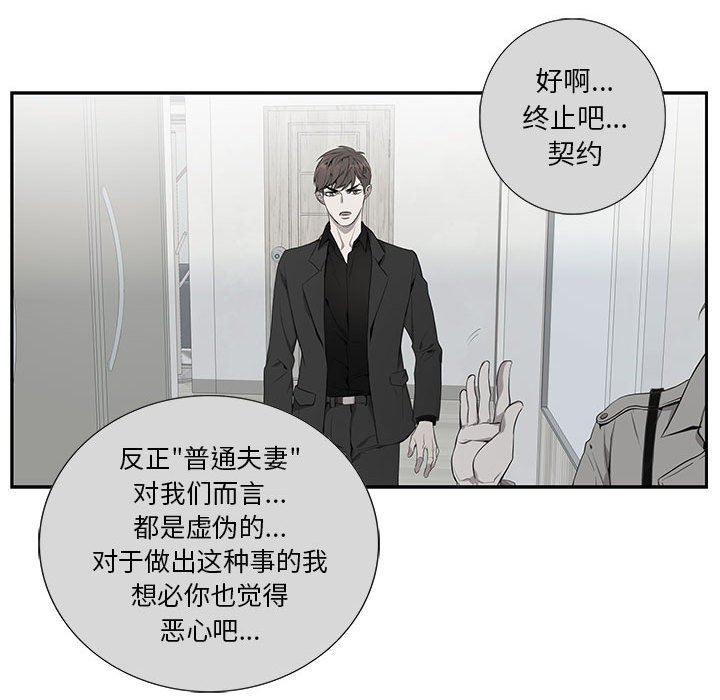 好啊...
终止吧...
契约
反正"普通夫妻"
对我们而言...
都是虚伪的...
对于做出这种事的我
想必你也觉得
恶心吧...